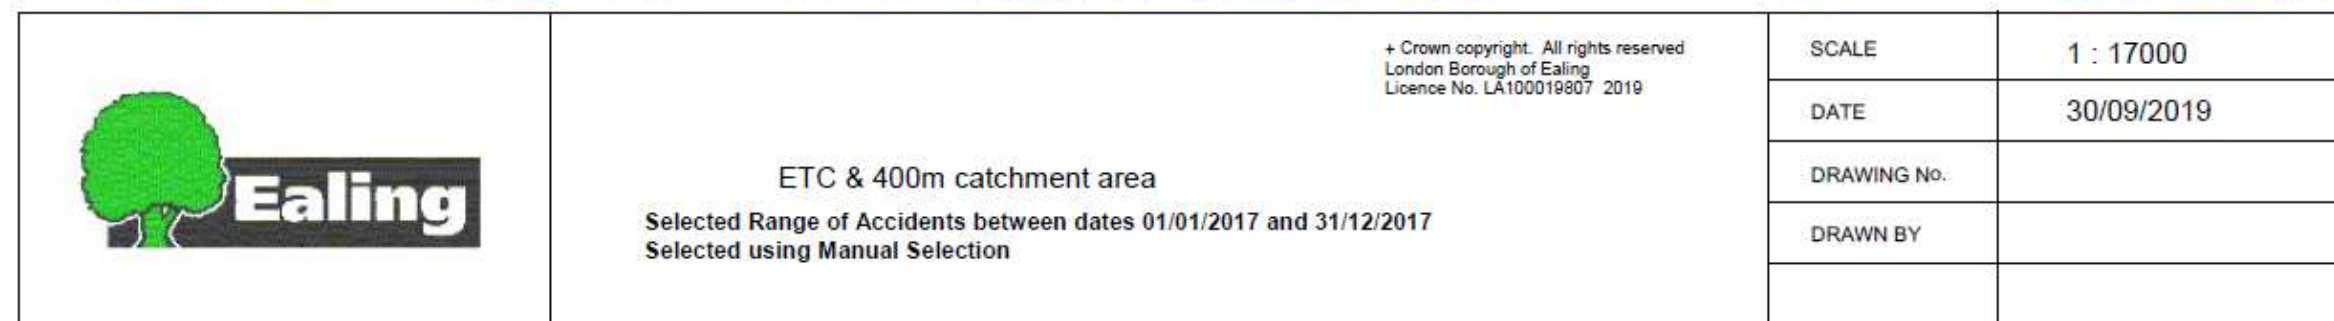 Ealing
+ Crown copyright. All rights reserved
London Borough of Ealing
Licence No. LA100019807 2019
ETC & 400m catchment area
Selected Range of Accidents between dates 01/01/2017 and 31/12/2017
Selected using Manual Selection
SCALE 1 : 17000
DATE 30/09/2019
DRAWING No.
DRAWN BY